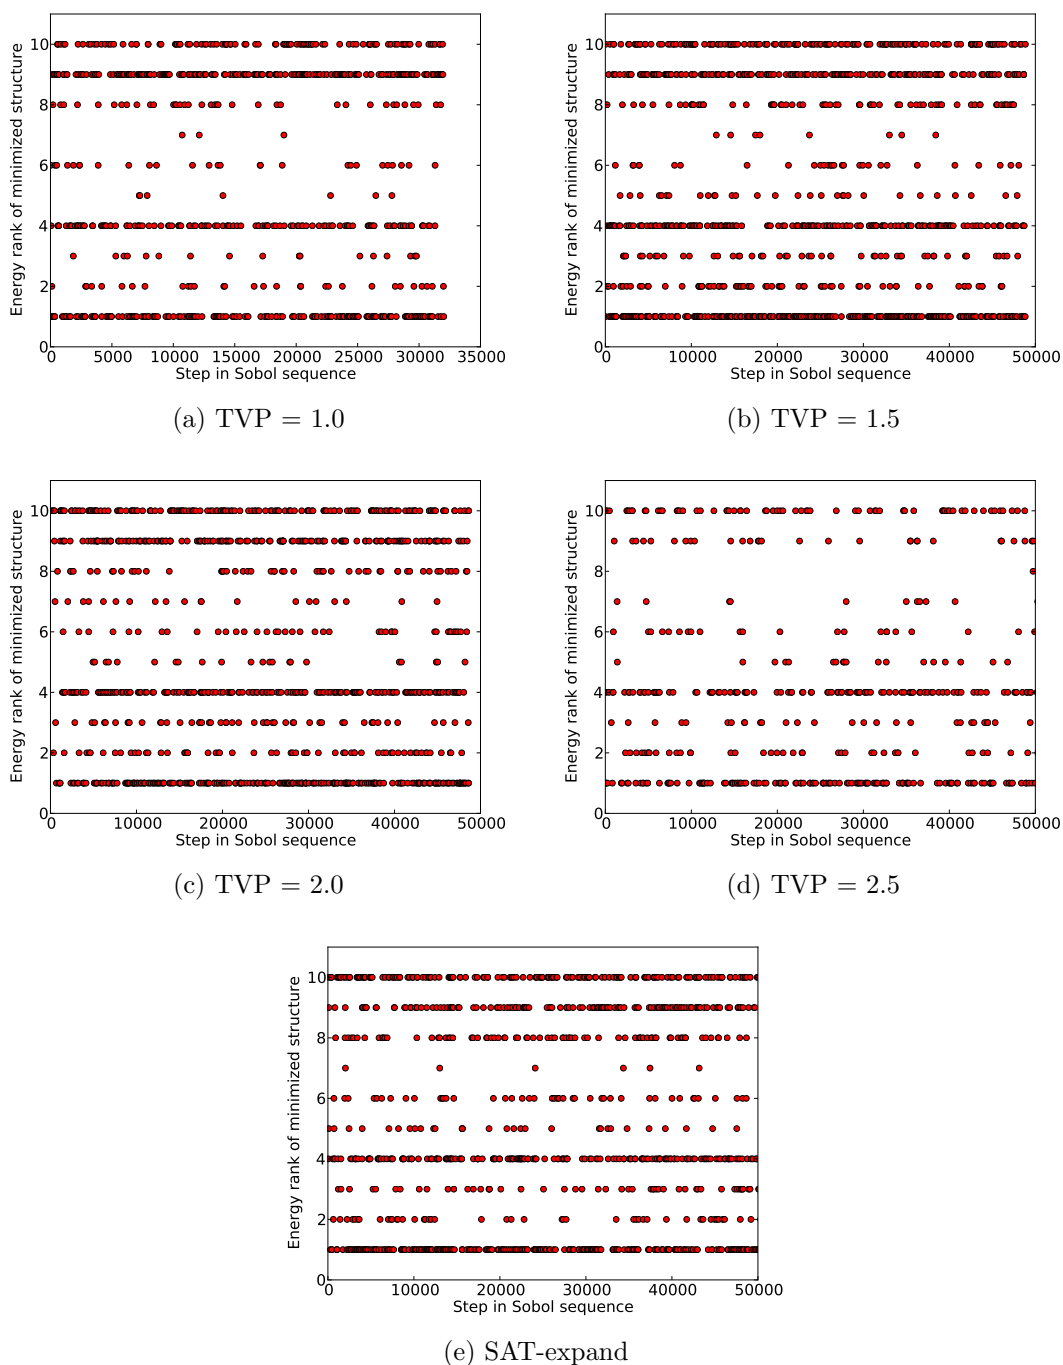 Energy rank of minimized structure
10
8
6
4
2
0
0 5000 10000 15000 20000 25000 30000 35000
Step in Sobol sequence
(a) TVP = 1.0
Energy rank of minimized structure
10
8
6
4
2
0
0 10000 20000 30000 40000 50000
Step in Sobol sequence
(b) TVP = 1.5
Energy rank of minimized structure
10
8
6
4
2
0
0 10000 20000 30000 40000 50000
Step in Sobol sequence
(c) TVP = 2.0
Energy rank of minimized structure
10
8
6
4
2
0
0 10000 20000 30000 40000 50000
Step in Sobol sequence
(d) TVP = 2.5
Energy rank of minimized structure
10
8
6
4
2
0
0 10000 20000 30000 40000 50000
Step in Sobol sequence
(e) SAT-expand